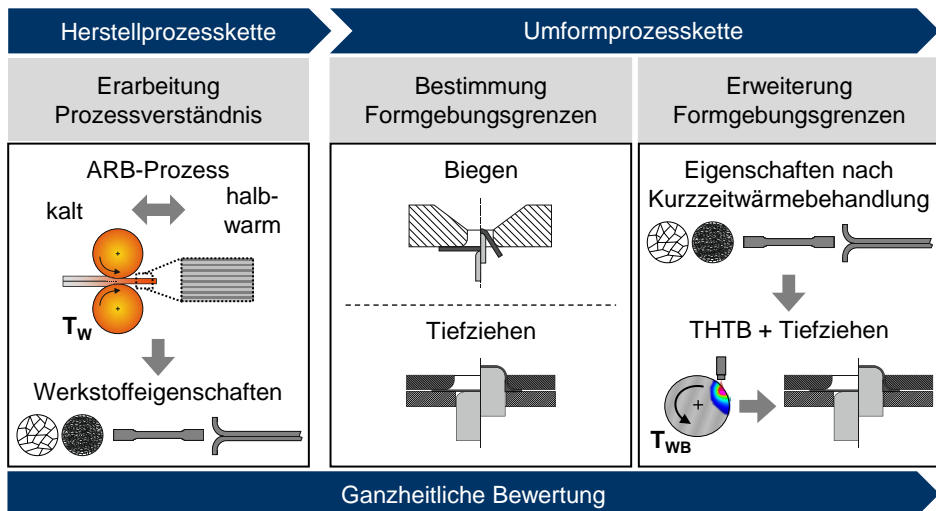 Herstellprozesskette
Umformprozesskette
Erarbeitung
Prozessverständnis
Bestimmung
Formgebungsgrenzen
Erweiterung
Formgebungsgrenzen
ARB-Prozess
kalt
halb-
warm
T_W
Werkstoffeigenschaften
Biegen
Tiefziehen
Eigenschaften nach
Kurzzeitwärmebehandlung
THTB + Tiefziehen
T_WB
Ganzheitliche Bewertung